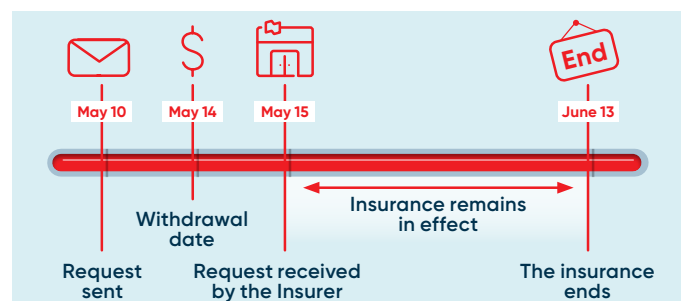 $
End
May 10
May 14
May 15
June 13
Withdrawal
date
Insurance remains
in effect
Request
sent
Request received
by the Insurer
The insurance
ends